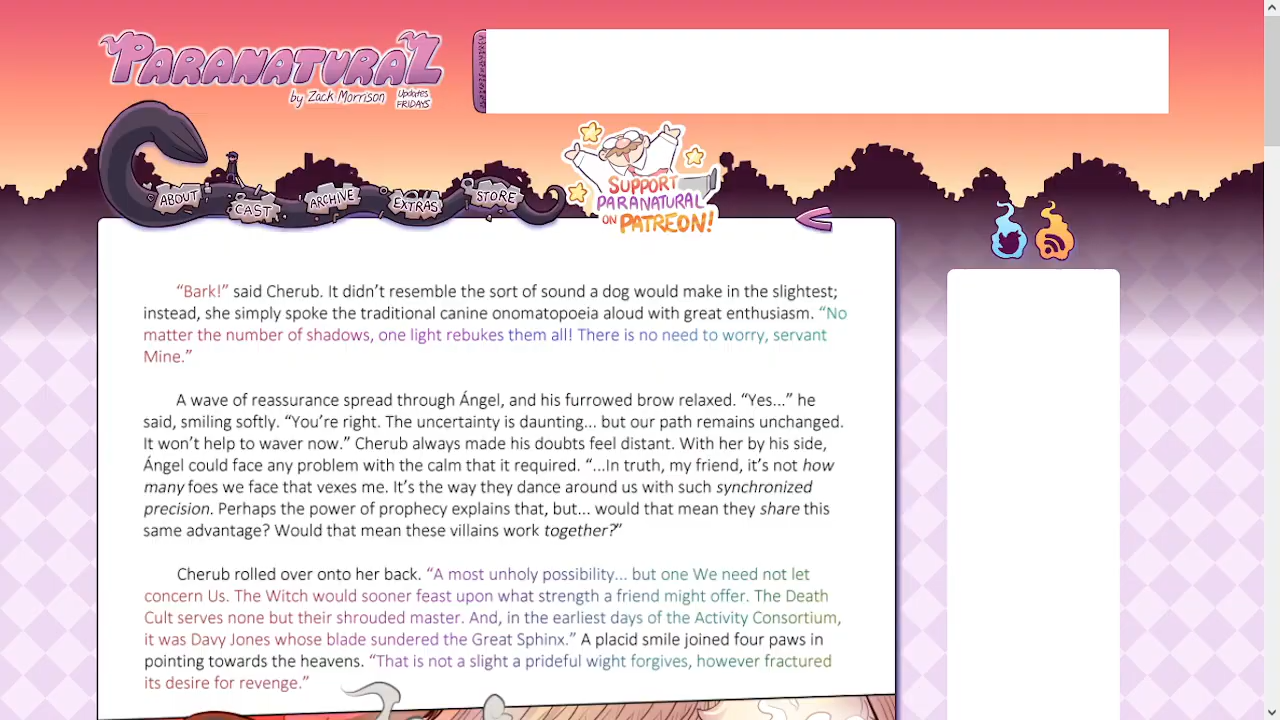 PARANATURAL
by Zack Morrison
Updates
FRIDAYS
ABOUT
CAST
ARCHIVE
EXTRAS
STORE
SUPPORT
PARANATURAL
ON PATREON!
“Bark!” said Cherub. It didn’t resemble the sort of sound a dog would make in the slightest;
instead, she simply spoke the traditional canine onomatopoeia aloud with great enthusiasm. “No
matter the number of shadows, one light rebukes them all! There is no need to worry, servant
Mine.”
A wave of reassurance spread through Ángel, and his furrowed brow relaxed. “Yes...” he
said, smiling softly. “You’re right. The uncertainty is daunting... but our path remains unchanged.
It won’t help to waver now.” Cherub always made his doubts feel distant. With her by his side,
Ángel could face any problem with the calm that it required. “...In truth, my friend, it’s not how
many foes we face that vexes me. It’s the way they dance around us with such synchronized
precision. Perhaps the power of prophecy explains that, but... would that mean they share this
same advantage? Would that mean these villains work together?”
Cherub rolled over onto her back. “A most unholy possibility... but one We need not let
concern Us. The Witch would sooner feast upon what strength a friend might offer. The Death
Cult serves none but their shrouded master. And, in the earliest days of the Activity Consortium,
it was Davy Jones whose blade sundered the Great Sphinx.” A placid smile joined four paws in
pointing towards the heavens. “That is not a slight a prideful wight forgives, however fractured
its desire for revenge.”